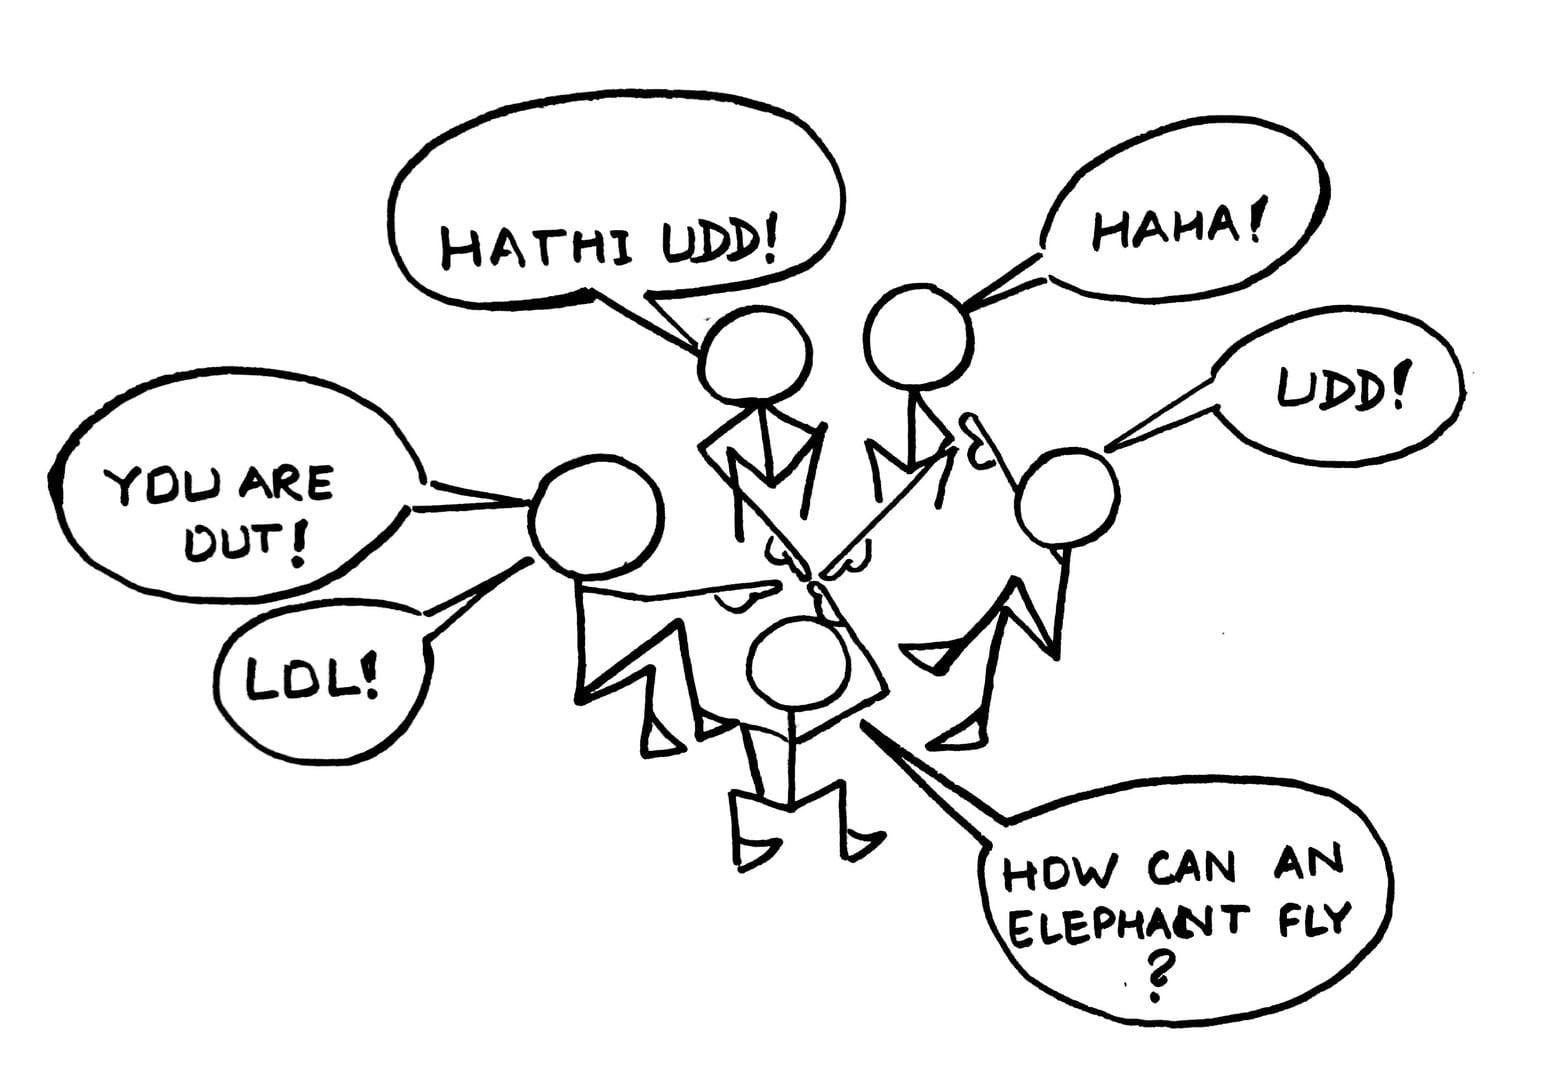 HATHI UDD!
HAHA!
UDD!
YOU ARE
OUT!
LOL!
HOW CAN AN
ELEPHANT FLY
?